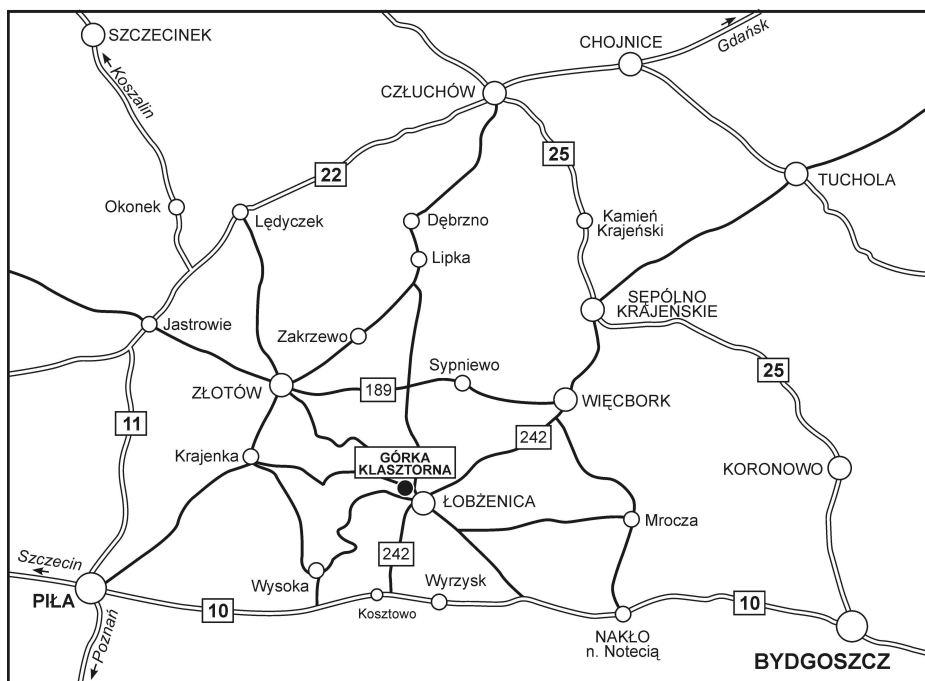 SZCZECINEK
CHOJNICE
Gdańsk
Koszalin
CZŁUCHÓW
25
22
TUCHOLA
Okonek
Lędyczek
Dębrzno
Kamień
Krajeński
Lipka
SĘPÓLNO
KRAJEŃSKIE
Jastrowie
Zakrzewo
Sypniewo
25
ZŁOTÓW
189
WIĘCBORK
11
242
Krajenka
GÓRKA
KLASZTORNA
KORONOWO
ŁOBŻENICA
Mrocza
Szczecin
242
Wysoka
Wyrzysk
PIŁA
10
Kosztowo
10
Poznań
NAKŁO
n. Notecią
BYDGOSZCZ